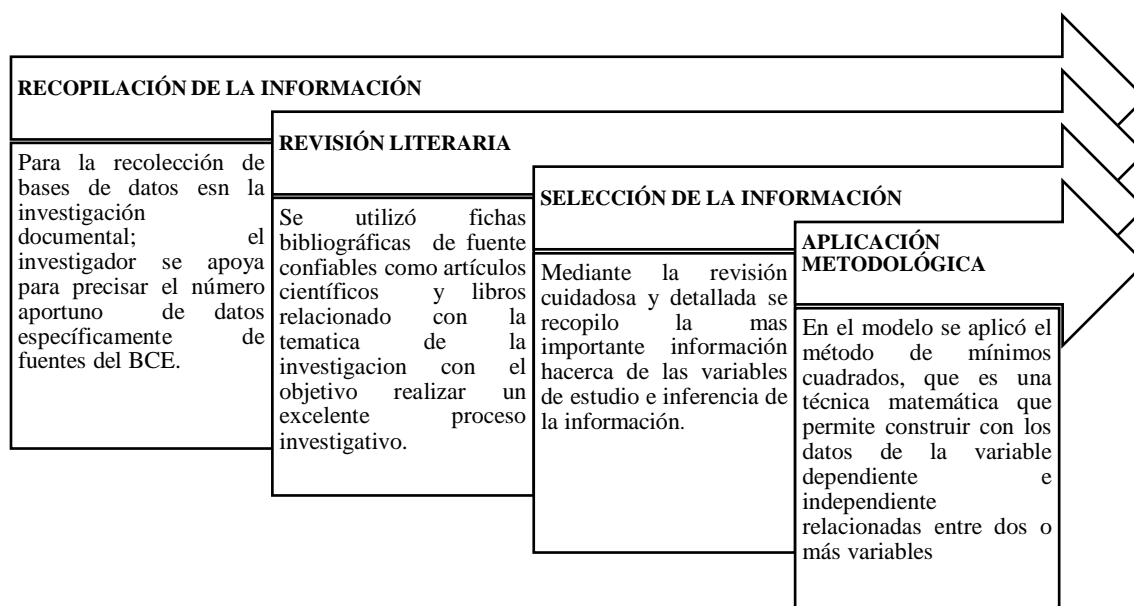 RECOPILACIÓN DE LA INFORMACIÓN
Para la recolección de
bases de datos esn la
investigación
documental; el
investigador se apoya
para precisar el número
aportuno de datos
específicamente de
fuentes del BCE.
REVISIÓN LITERARIA
Se utilizó fichas
bibliográficas de fuente
confiables como artículos
científicos y libros
relacionado con la
tematica de la
investigacion con el
objetivo realizar un
excelente proceso
investigativo.
SELECCIÓN DE LA INFORMACIÓN
Mediante la revisión
cuidadosa y detallada se
recopilo la mas
importante información
hacerca de las variables
de estudio e inferencia de
la información.
APLICACIÓN
METODOLÓGICA
En el modelo se aplicó el
método de mínimos
cuadrados, que es una
técnica matemática que
permite construir con los
datos de la variable
dependiente e
independiente
relacionadas entre dos o
más variables